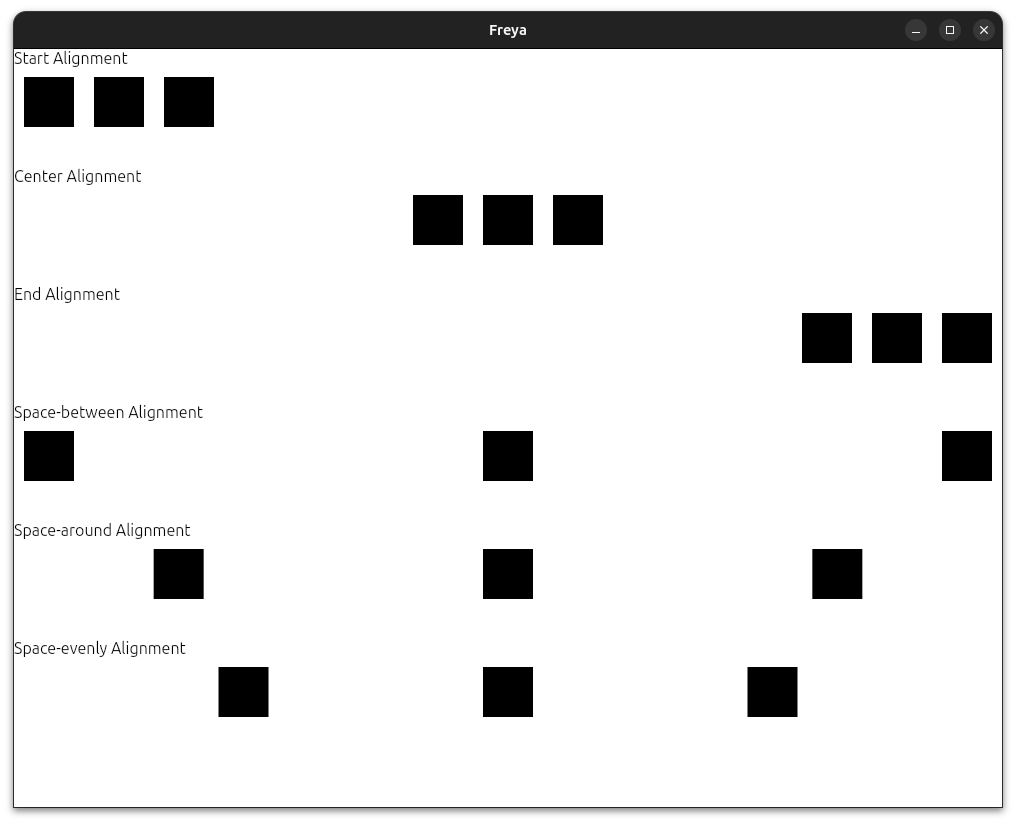 Freya
Start Alignment
Center Alignment
End Alignment
Space-between Alignment
Space-around Alignment
Space-evenly Alignment